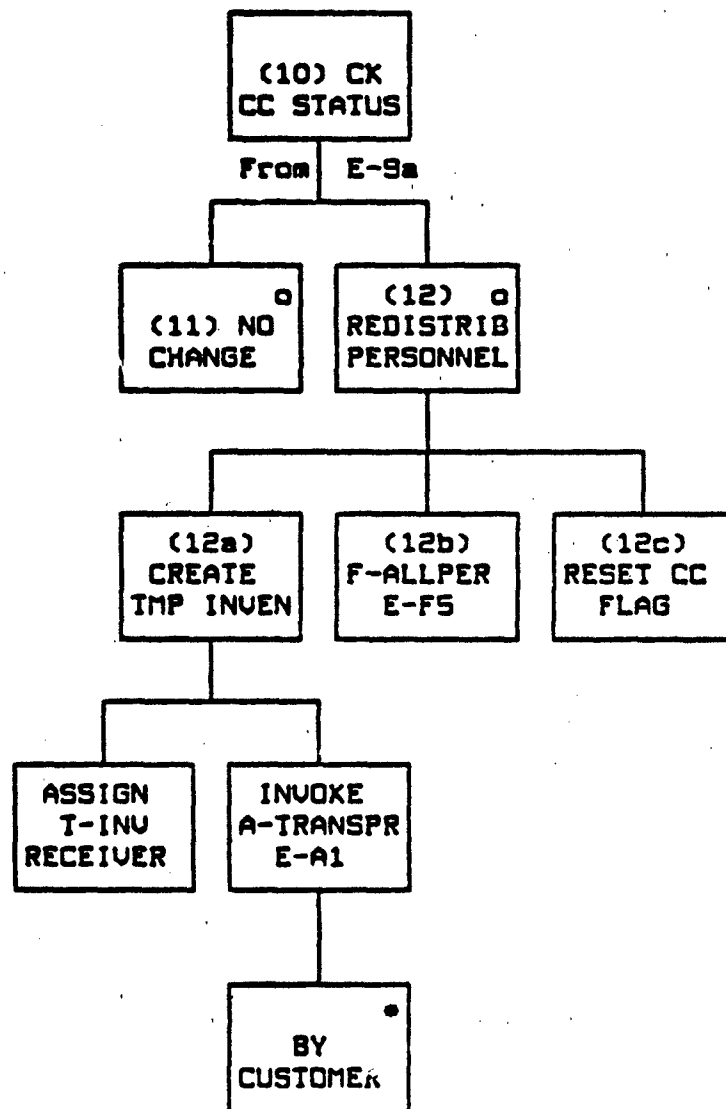 (10) CK
CC STATUS
From E-9a
(11) NO
CHANGE
(12)
REDISTRIB
PERSONNEL
(12a)
CREATE
TMP INVEN
(12b)
F-ALLPER
E-F5
(12c)
RESET CC
FLAG
ASSIGN
T-INV
RECEIVER
INVOKE
A-TRANSPR
E-A1
BY
CUSTOMER